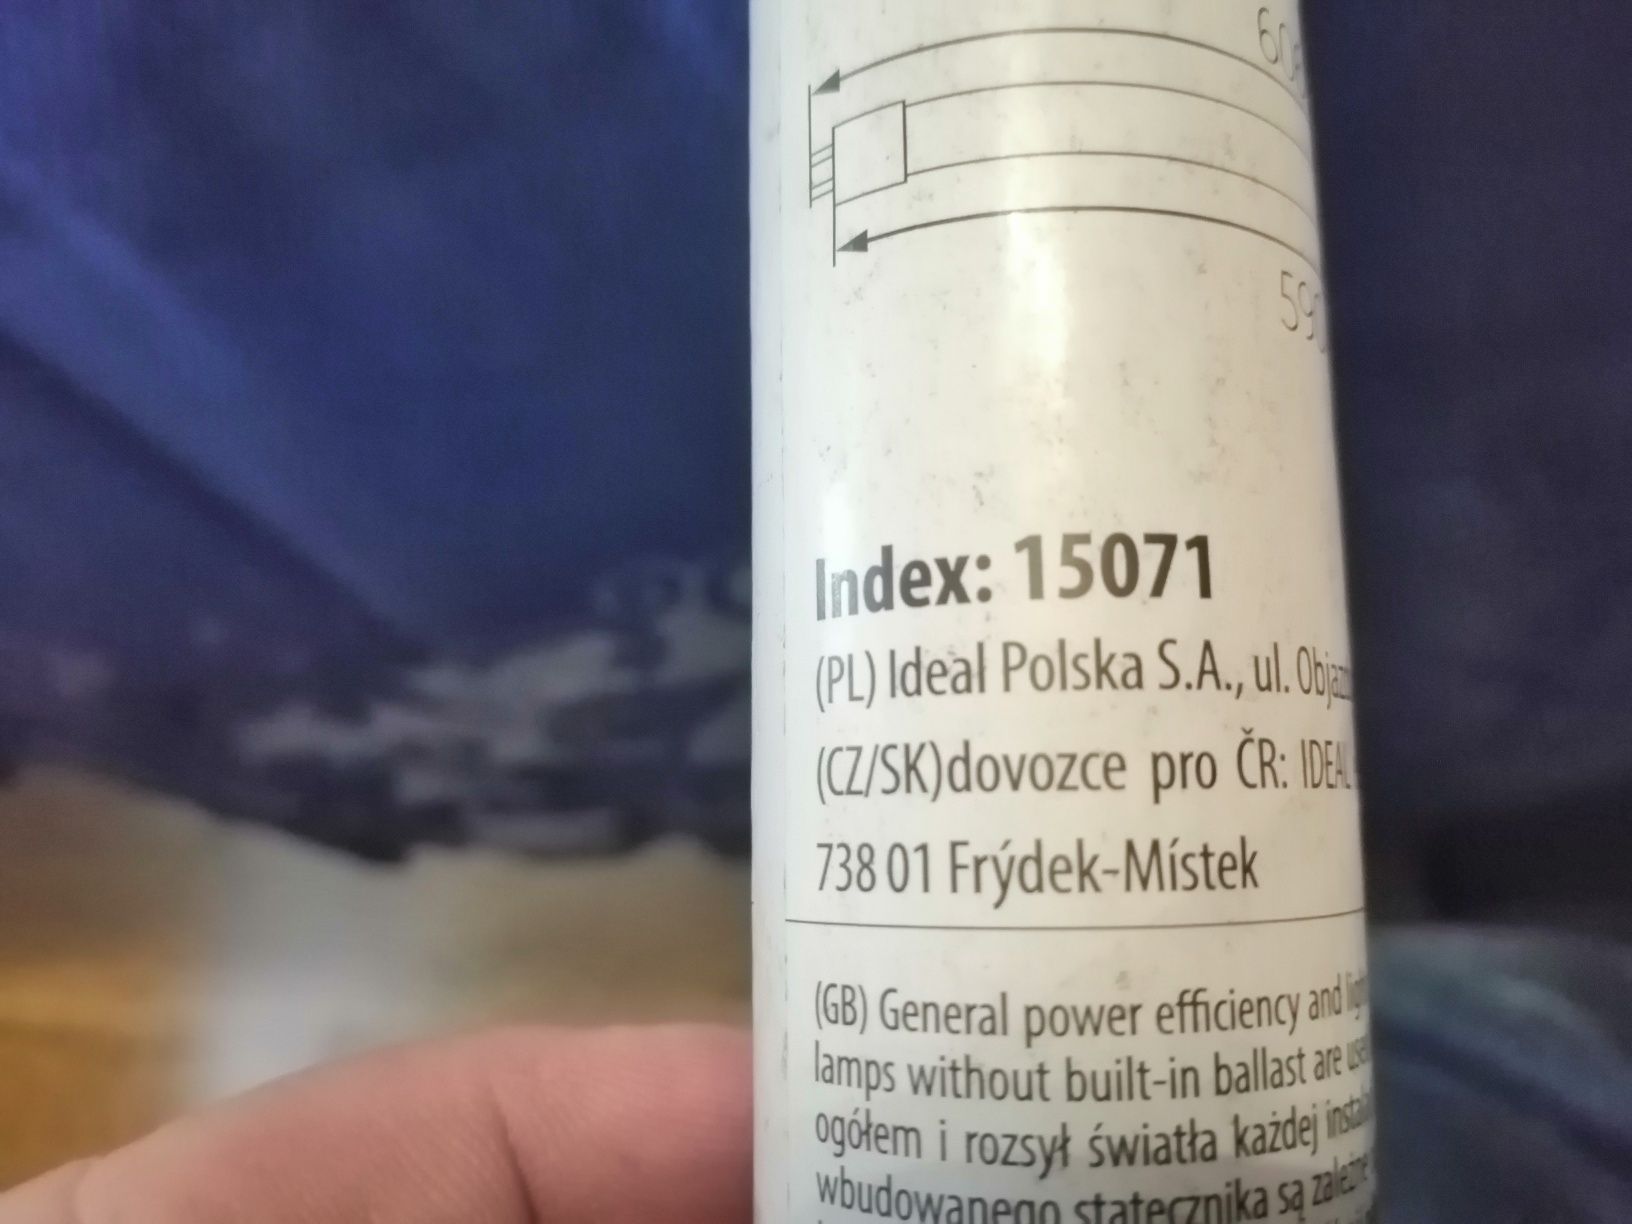 Index: 15071
(PL) Ideal Polska S.A., ul.
(CZ/SK)dovozce pro ČR: IDEAL
738 01 Frýdek-Místek
(GB) General power efficiency and
lamps without built-in ballast are
ogółem i rozsył światła każdej
wbudowanego statecznika są zależne